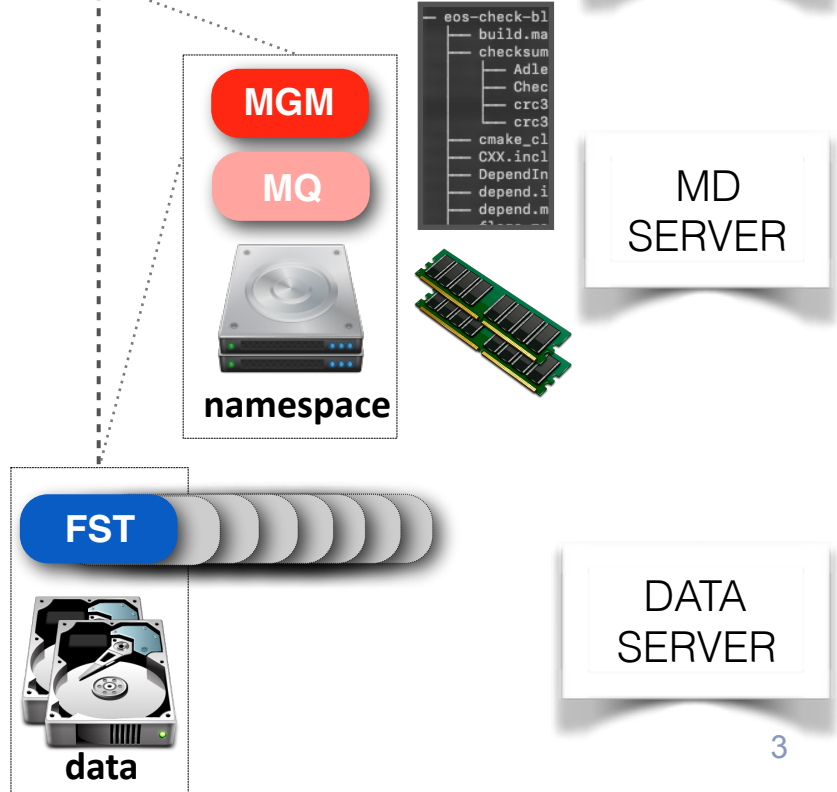 eos-check-bl
build.ma
checksum
Adle
Chec
crc3
crc3
cmake_cl
CXX.incl
DependIn
depend.i
depend.m
MGM
MQ
namespace
MD
SERVER
FST
data
DATA
SERVER
3